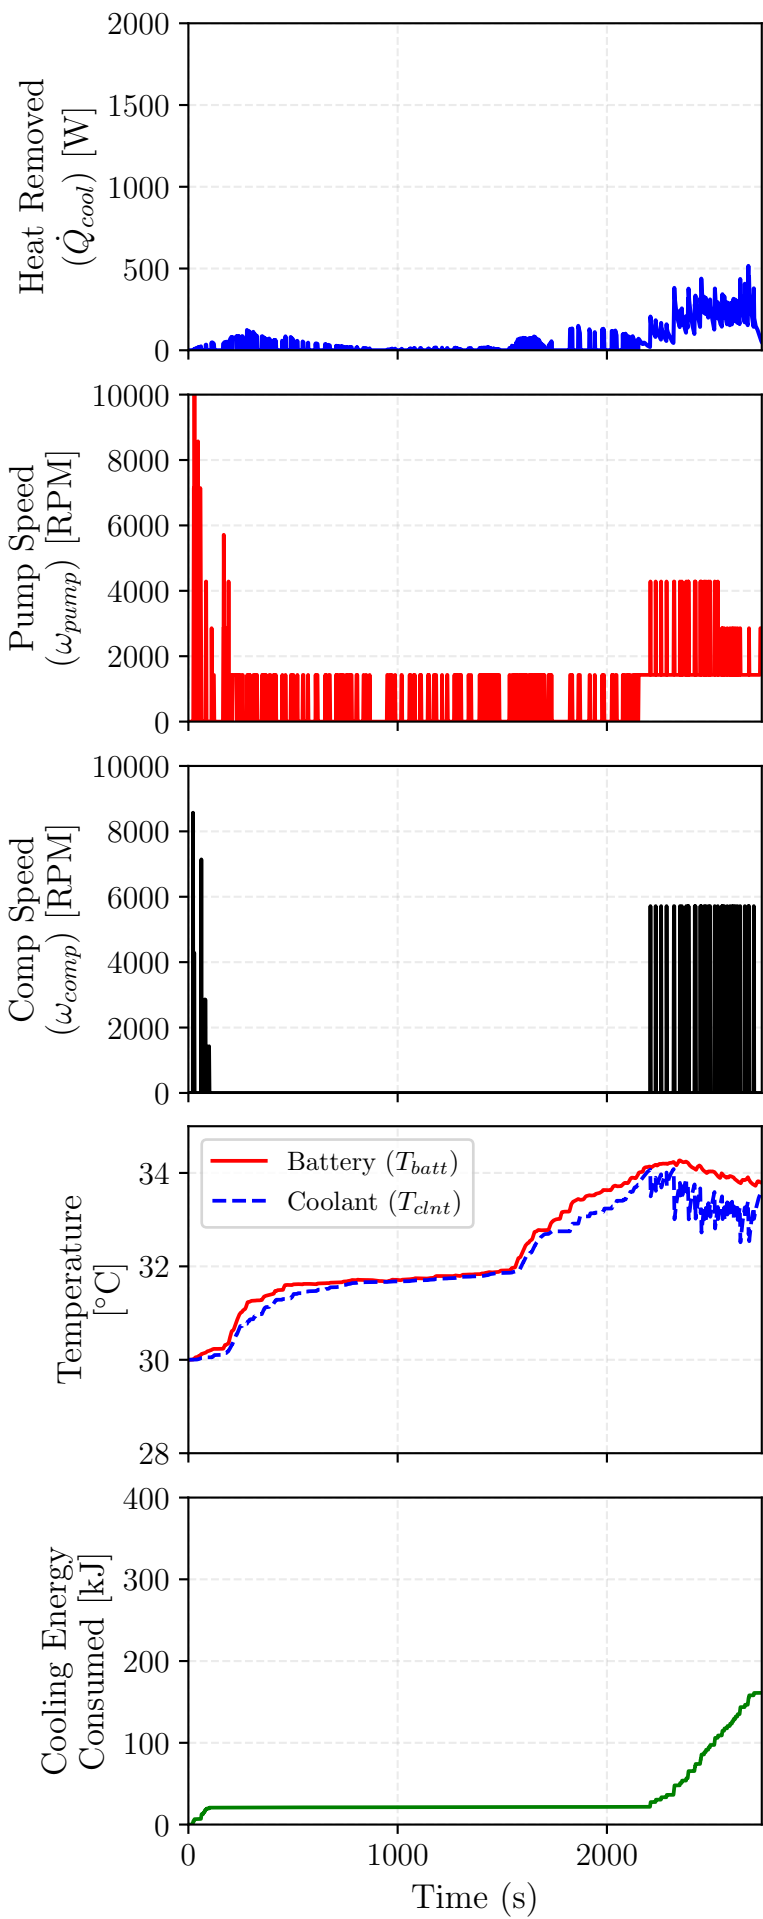 Heat Removed
(Q̇cool) [W]
2000
1500
1000
500
0
Pump Speed
(ωpump) [RPM]
10000
8000
6000
4000
2000
0
Comp Speed
(ωcomp) [RPM]
10000
8000
6000
4000
2000
0
Temperature
[°C]
34
32
30
28
Battery (Tbatt)
Coolant (Tclnt)
Cooling Energy
Consumed [kJ]
400
300
200
100
0
0 1000 2000
Time (s)